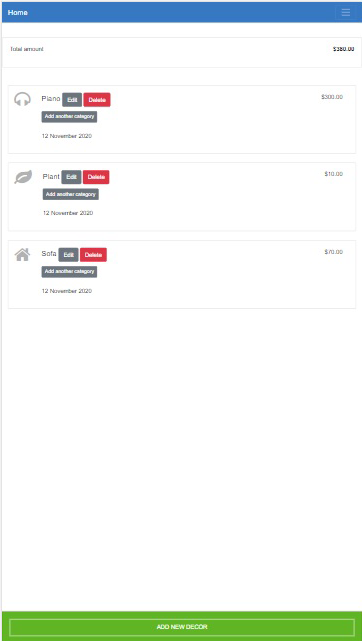 Home
Total amount $380.00
Piano Edit Delete $300.00
Add another category
12 November 2020
Plant Edit Delete $10.00
Add another category
12 November 2020
Sofa Edit Delete $70.00
Add another category
12 November 2020
ADD NEW DECOR